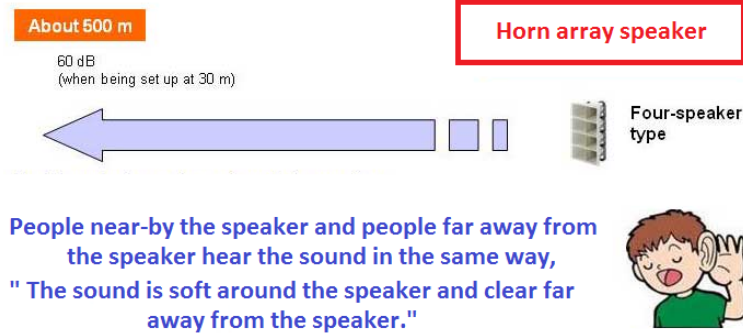 About 500 m
Horn array speaker
60 dB
(when being set up at 30 m)
Four-speaker
type
People near-by the speaker and people far away from
the speaker hear the sound in the same way,
" The sound is soft around the speaker and clear far
away from the speaker."